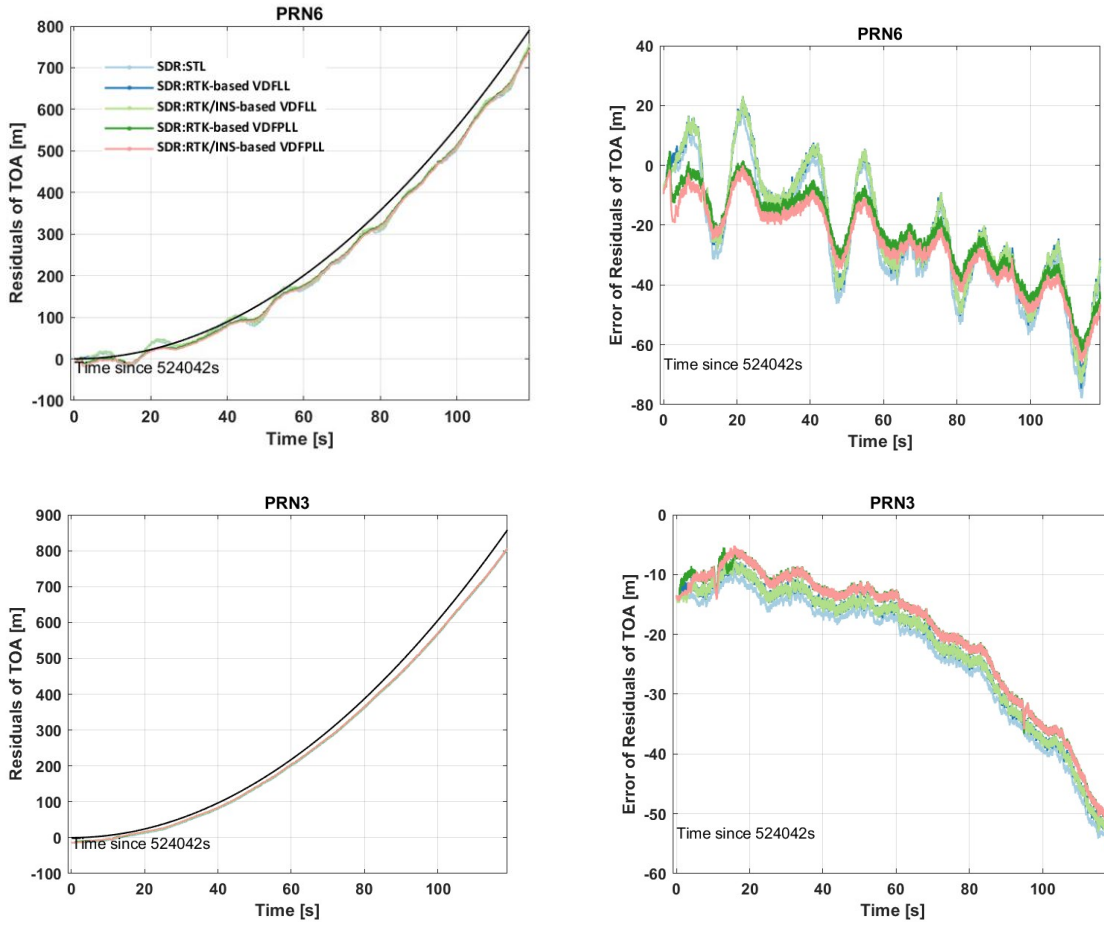 PRN6
Residuals of TOA [m]
800
700
600
500
400
300
200
100
0
-100
SDR:STL
SDR:RTK-based VDFLL
SDR:RTK/INS-based VDFLL
SDR:RTK-based VDFPLL
SDR:RTK/INS-based VDFPLL
Time since 524042s
0 20 40 60 80 100
Time [s]
PRN6
Error of Residuals of TOA [m]
40
20
0
-20
-40
-60
-80
Time since 524042s
0 20 40 60 80 100
Time [s]
PRN3
Residuals of TOA [m]
900
800
700
600
500
400
300
200
100
0
-100
Time since 524042s
0 20 40 60 80 100
Time [s]
PRN3
Error of Residuals of TOA [m]
0
-10
-20
-30
-40
-50
-60
Time since 524042s
0 20 40 60 80 100
Time [s]